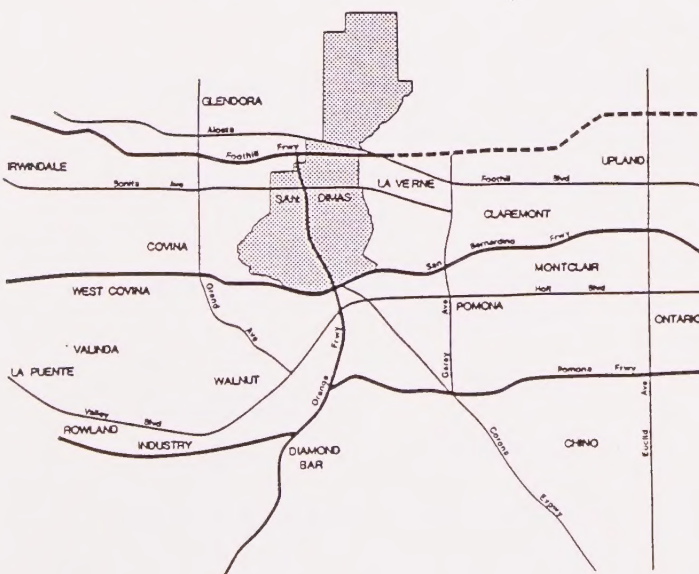 GLENDORA
Alosta
Foothill Frwy
IRWINDALE
UPLAND
Bonita Ave
SAN DIMAS
LA VERNE
Foothill Blvd
CLAREMONT
COVINA
San Bernardino Frwy
MONTCLAIR
WEST COVINA
Grand Ave
Holt Blvd
POMONA
ONTARIO
VALINDA
Orange Frwy
Garey Ave
LA PUENTE
WALNUT
Pomona Frwy
Valley Blvd
ROWLAND
INDUSTRY
Corona Expwy
CHINO
Euclid Ave
DIAMOND
BAR